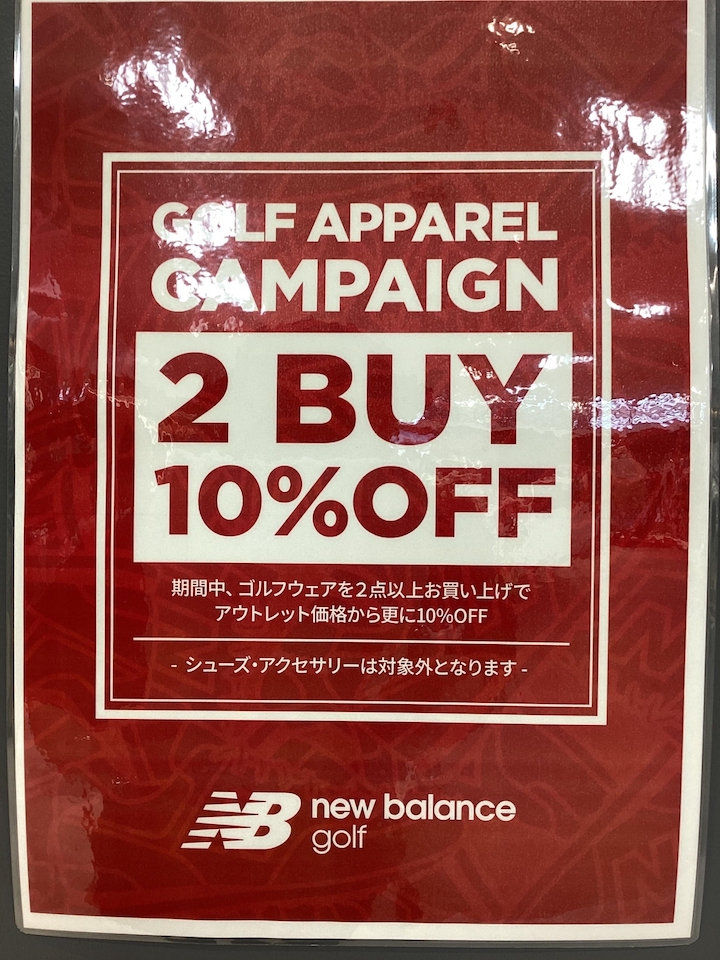 GOLF APPAREL
CAMPAIGN
2 BUY
10%OFF
期間中、ゴルフウェアを2点以上お買い上げで
アウトレット価格から更に10%OFF
- シューズ・アクセサリーは対象外となります -
NB new balance
golf